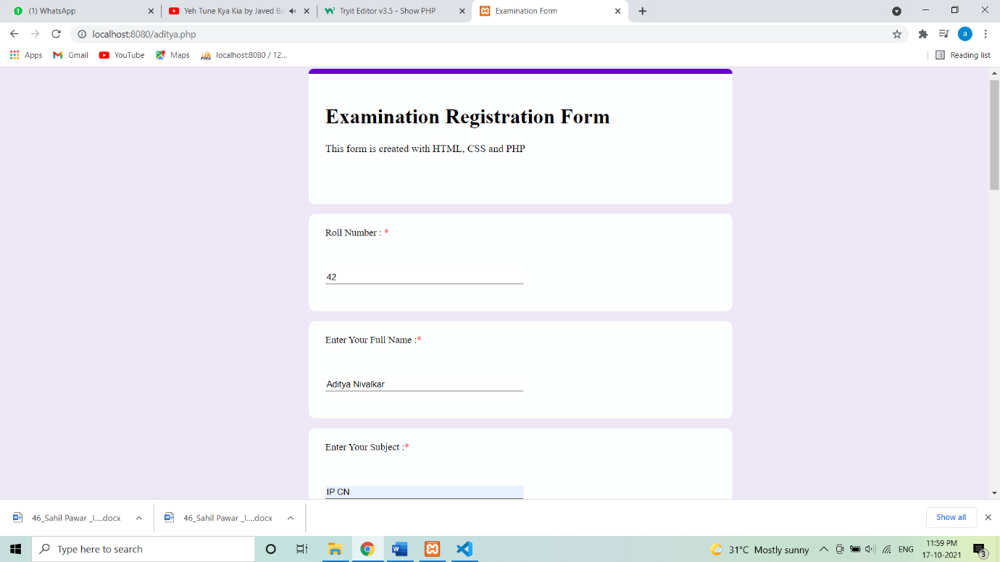 (1) WhatsApp
Yeh Tune Kya Kia by Javed Ba
Tryit Editor v3.5 - Show PHP
Examination Form
localhost:8080/aditya.php
a
Apps
Gmail
YouTube
Maps
localhost:8080 / 12...
Reading list
Examination Registration Form
This form is created with HTML, CSS and PHP
Roll Number : *
42
Enter Your Full Name :*
Aditya Nivalkar
Enter Your Subject :*
IP CN
46_Sahil Pawar _I....docx
46_Sahil Pawar _I....docx
Show all
Type here to search
31°C Mostly sunny
ENG
11:59 PM
17-10-2021
3